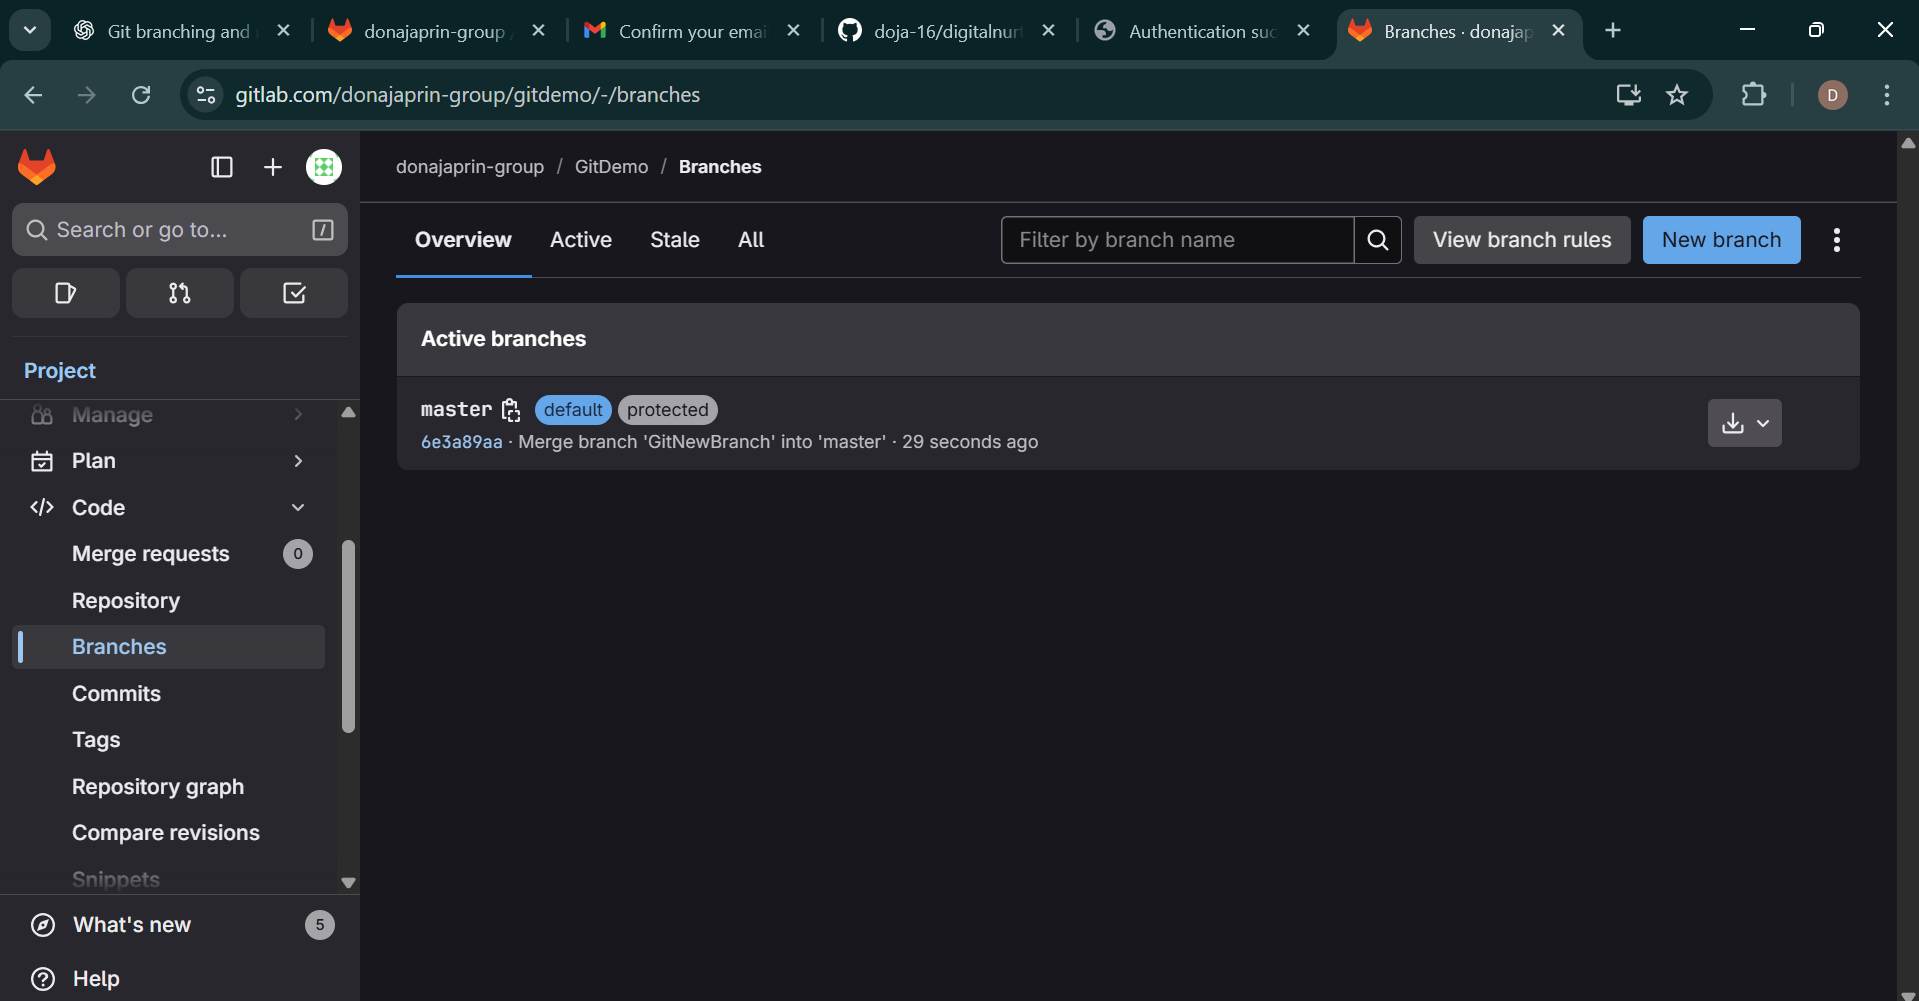 Git branching and
donajaprin-group
Confirm your emai
doja-16/digitalnur
Authentication suc
Branches · donajap
gitlab.com/donajaprin-group/gitdemo/-/branches
D
donajaprin-group / GitDemo / Branches
Search or go to...
/
Overview
Active
Stale
All
Filter by branch name
View branch rules
New branch
Project
Manage
Plan
Code
Merge requests
0
Repository
Branches
Commits
Tags
Repository graph
Compare revisions
Snippets
What's new
5
Help
Active branches
master
default
protected
6e3a89aa · Merge branch 'GitNewBranch' into 'master' · 29 seconds ago